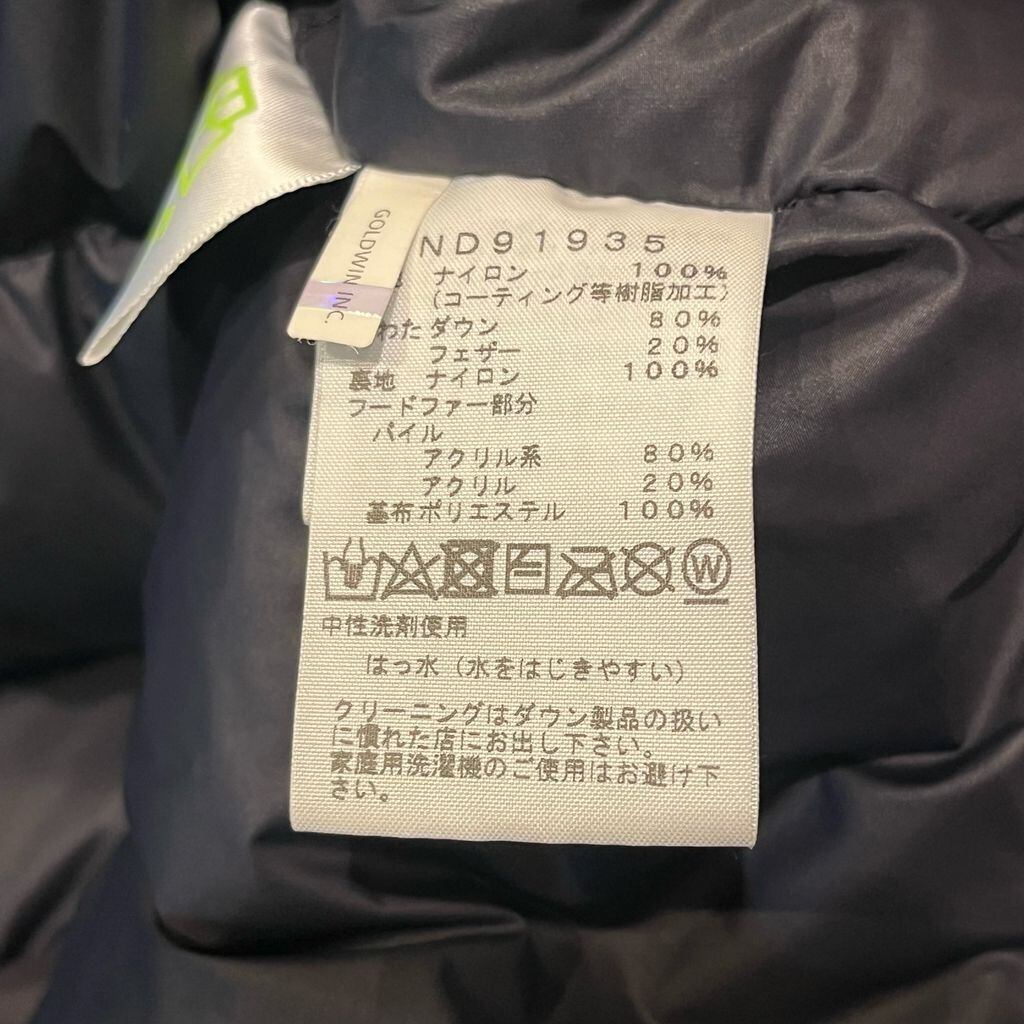 GOLDWIN INC.
ND91935
ナイロン 100%
(コーティング等樹脂加工)
わた ダウン 80%
フェザー 20%
裏地 ナイロン 100%
フードファー部分
パイル
アクリル系 80%
アクリル 20%
基布ポリエステル 100%
W
中性洗剤使用
はっ水（水をはじきやすい）
クリーニングはダウン製品の扱い
に慣れた店にお出し下さい。
家庭用洗濯機のご使用はお避け下
さい。